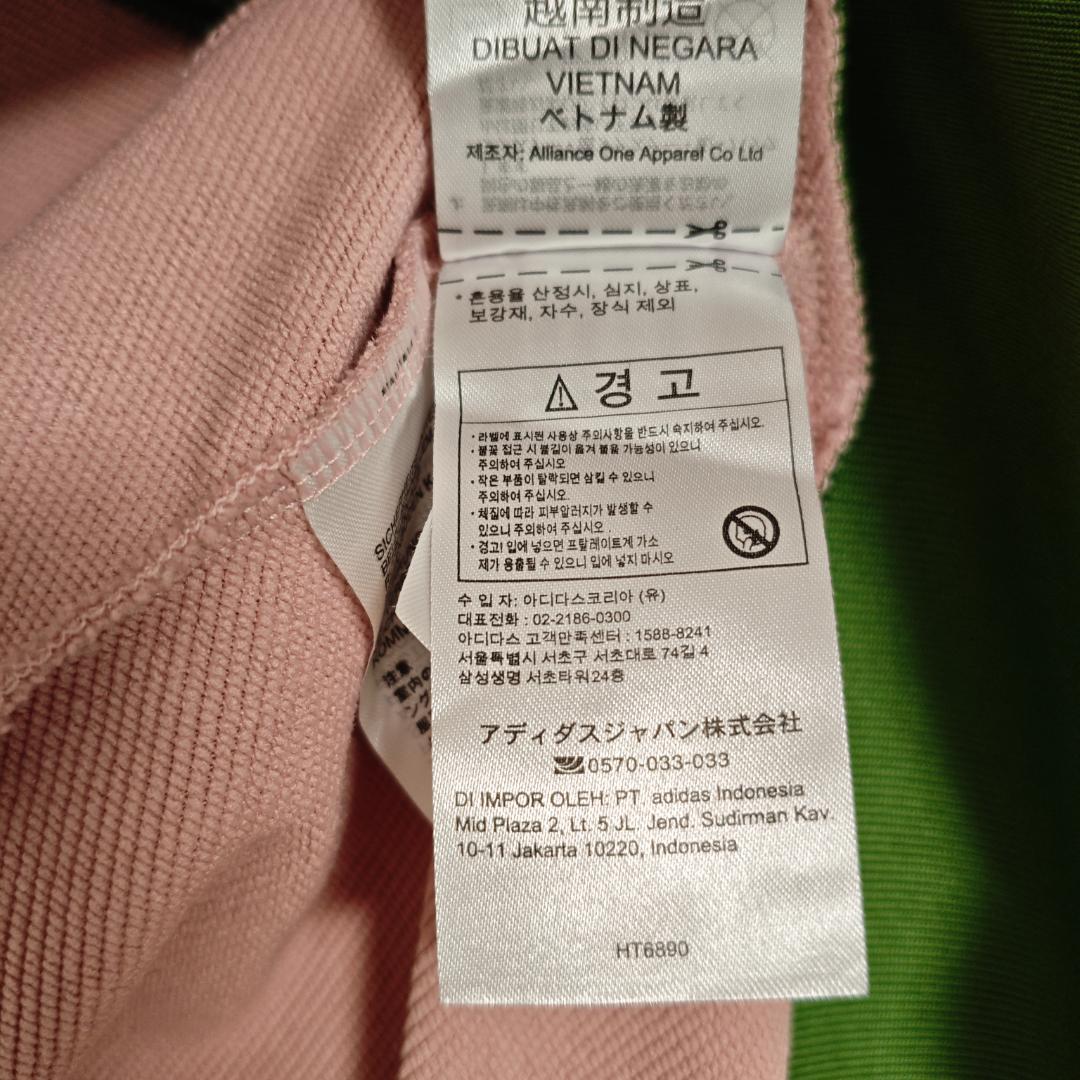 越南制造
DIBUAT DI NEGARA
VIETNAM
ベトナム製
제조자: Alliance One Apparel Co Ltd
* 혼용율 산정시, 심지, 상표,
보강재, 자수, 장식 제외
⚠ 경 고
· 라벨에 표시된 사용상 주의사항을 반드시 숙지하여 주십시오.
· 불꽃 접근 시 불길이 옮겨 붙을 가능성이 있으니
주의하여 주십시오
· 작은 부품이 탈락되면 삼킬 수 있으니
주의하여 주십시오.
· 체질에 따라 피부알러지가 발생할 수
있으니 주의하여 주십시오 .
· 경고! 입에 넣으면 프탈레이트계 가소
제가 용출될 수 있으니 입에 넣지 마시오
수 입 자: 아디다스코리아 (유)
대표전화 : 02-2186-0300
아디다스 고객만족센터 : 1588-8241
서울특별시 서초구 서초대로 74길 4
삼성생명 서초타워24층
アディダスジャパン株式会社
0570-033-033
DI IMPOR OLEH: PT. adidas Indonesia
Mid Plaza 2, Lt. 5 JL. Jend. Sudirman Kav.
10-11 Jakarta 10220, Indonesia
HT6890
注意
室内の